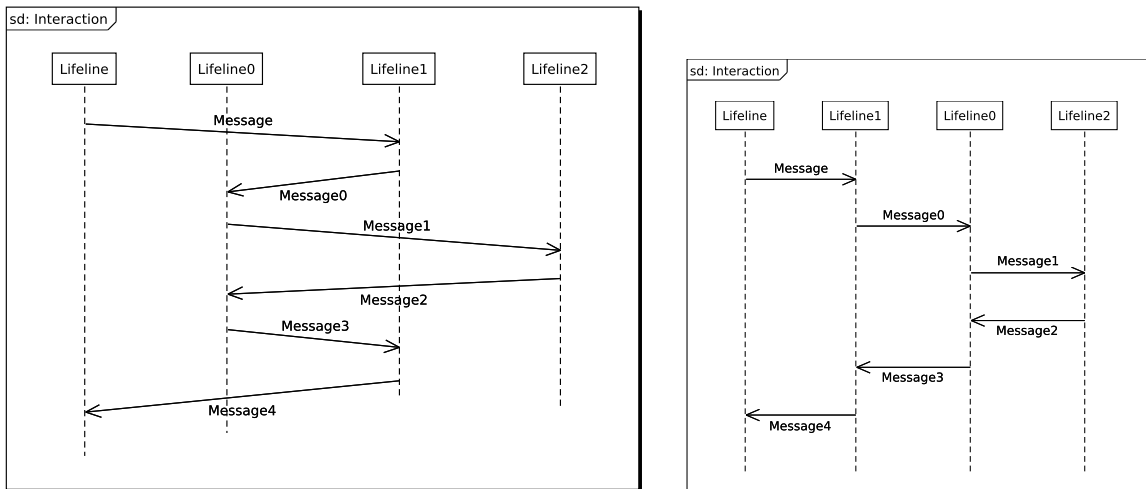 sd: Interaction
Lifeline
Lifeline0
Lifeline1
Lifeline2
Message
Message0
Message1
Message2
Message3
Message4
sd: Interaction
Lifeline
Lifeline1
Lifeline0
Lifeline2
Message
Message0
Message1
Message2
Message3
Message4